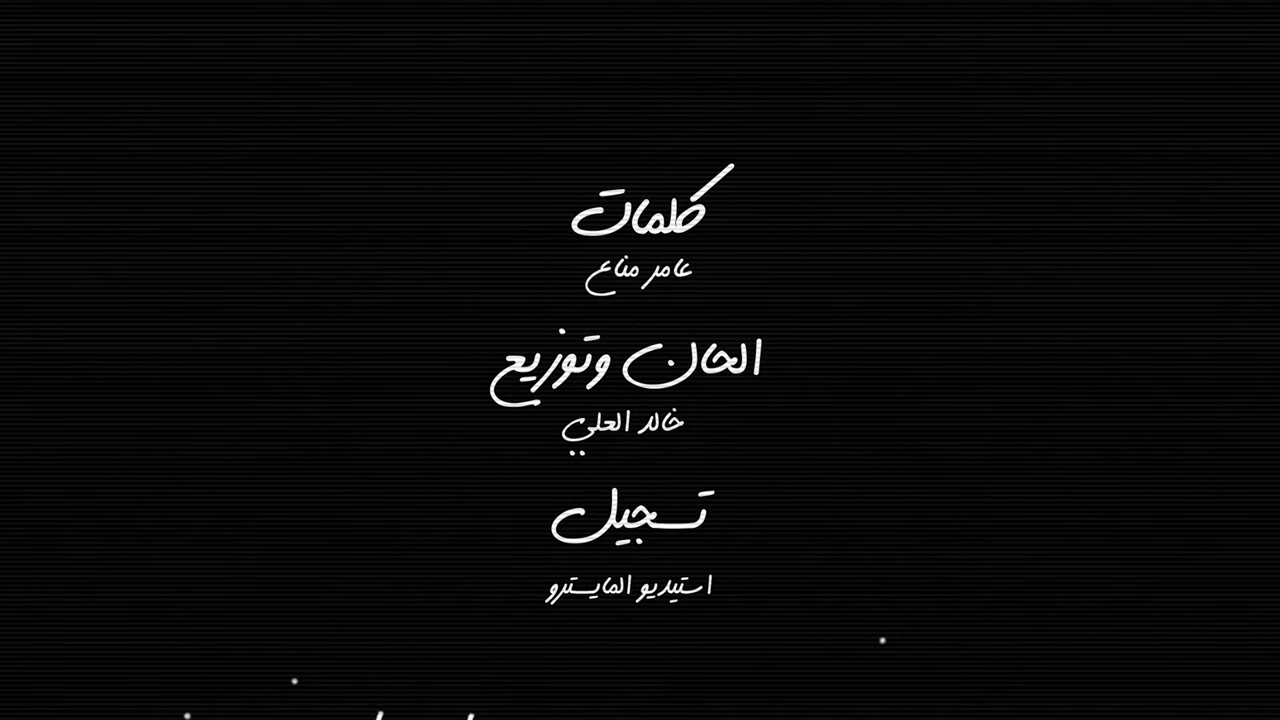 كلمات
عامر مناع
الحان وتوزيع
خالد العلي
تسجيل
استيديو المايسترو